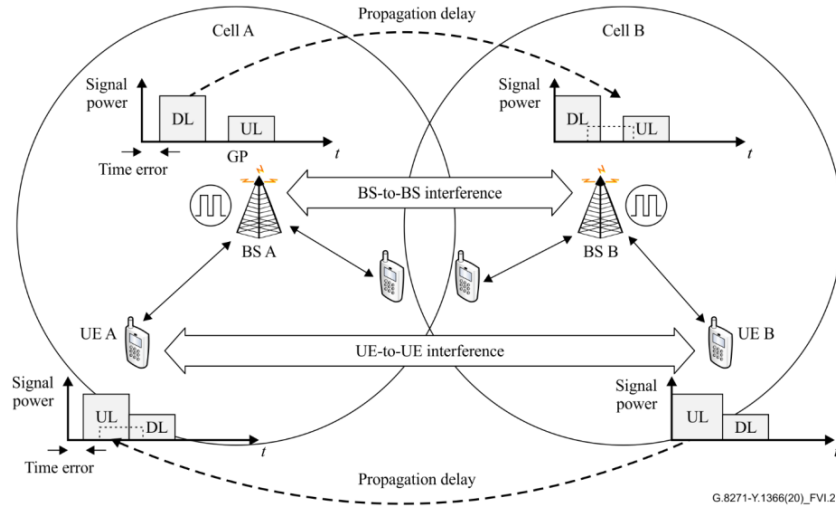 Propagation delay
Cell A
Cell B
Signal
power
DL
UL
GP
t
Time error
Signal
power
DL
UL
t
BS-to-BS interference
BS A
BS B
UE A
UE B
UE-to-UE interference
Signal
power
UL
DL
t
Time error
Signal
power
UL
DL
t
Propagation delay
G.8271-Y.1366(20)_FVI.2